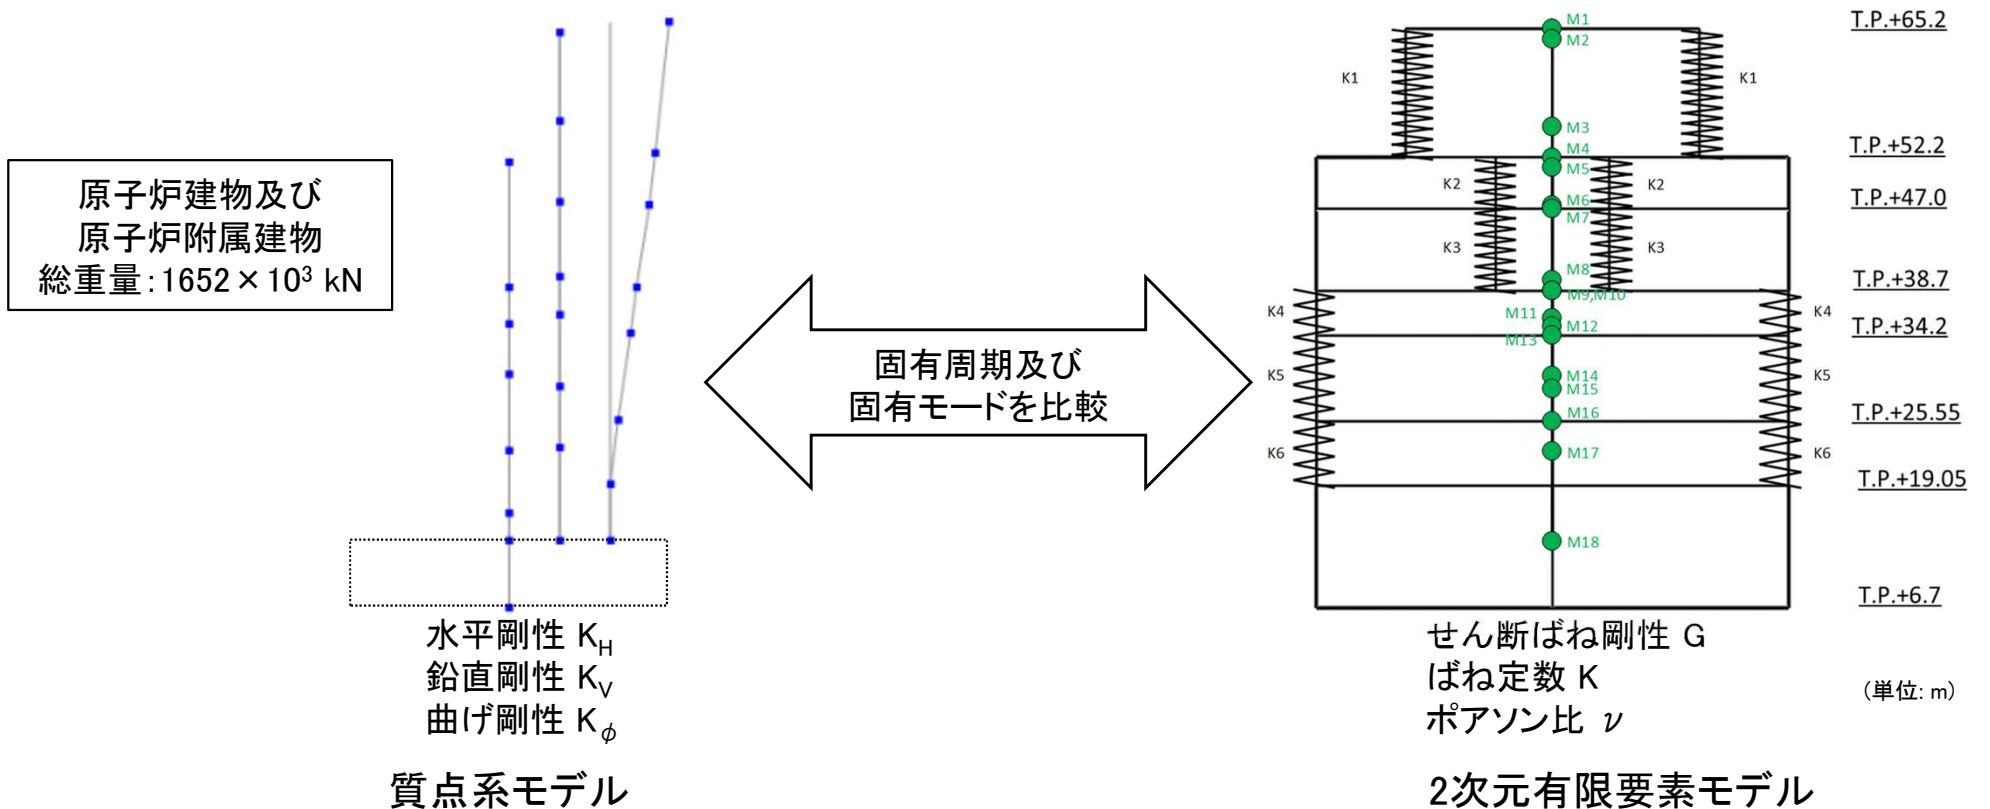 原子炉建物及び
原子炉附属建物
総重量：1652×10³ kN
水平剛性 K_H
鉛直剛性 K_V
曲げ剛性 K_φ
質点系モデル
固有周期及び
固有モードを比較
M1
M2
K1
K1
M3
M4
M5
K2
K2
M6
M7
K3
K3
M8
M9,M10
K4
K4
M11
M12
M13
K5
K5
M14
M15
M16
K6
K6
M17
M18
T.P.+65.2
T.P.+52.2
T.P.+47.0
T.P.+38.7
T.P.+34.2
T.P.+25.55
T.P.+19.05
T.P.+6.7
(単位: m)
せん断ばね剛性 G
ばね定数 K
ポアソン比 ν
2次元有限要素モデル